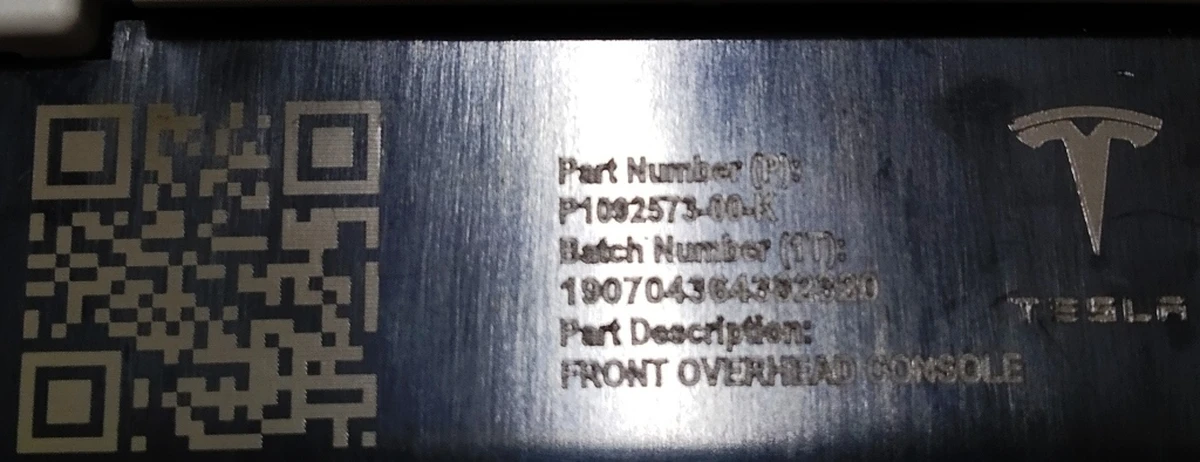 Part Number (P):
P1092573-00-K
Batch Number (1T):
Part Description:
FRONT OVERHEAD CONSOLE
TESLA